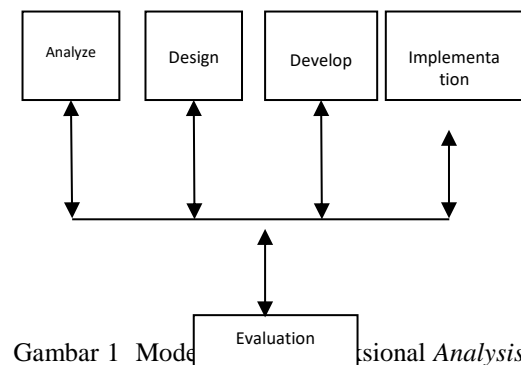 Analyze
Design
Develop
Implementa
tion
Evaluation
Gambar 1 Mode ksional Analysis